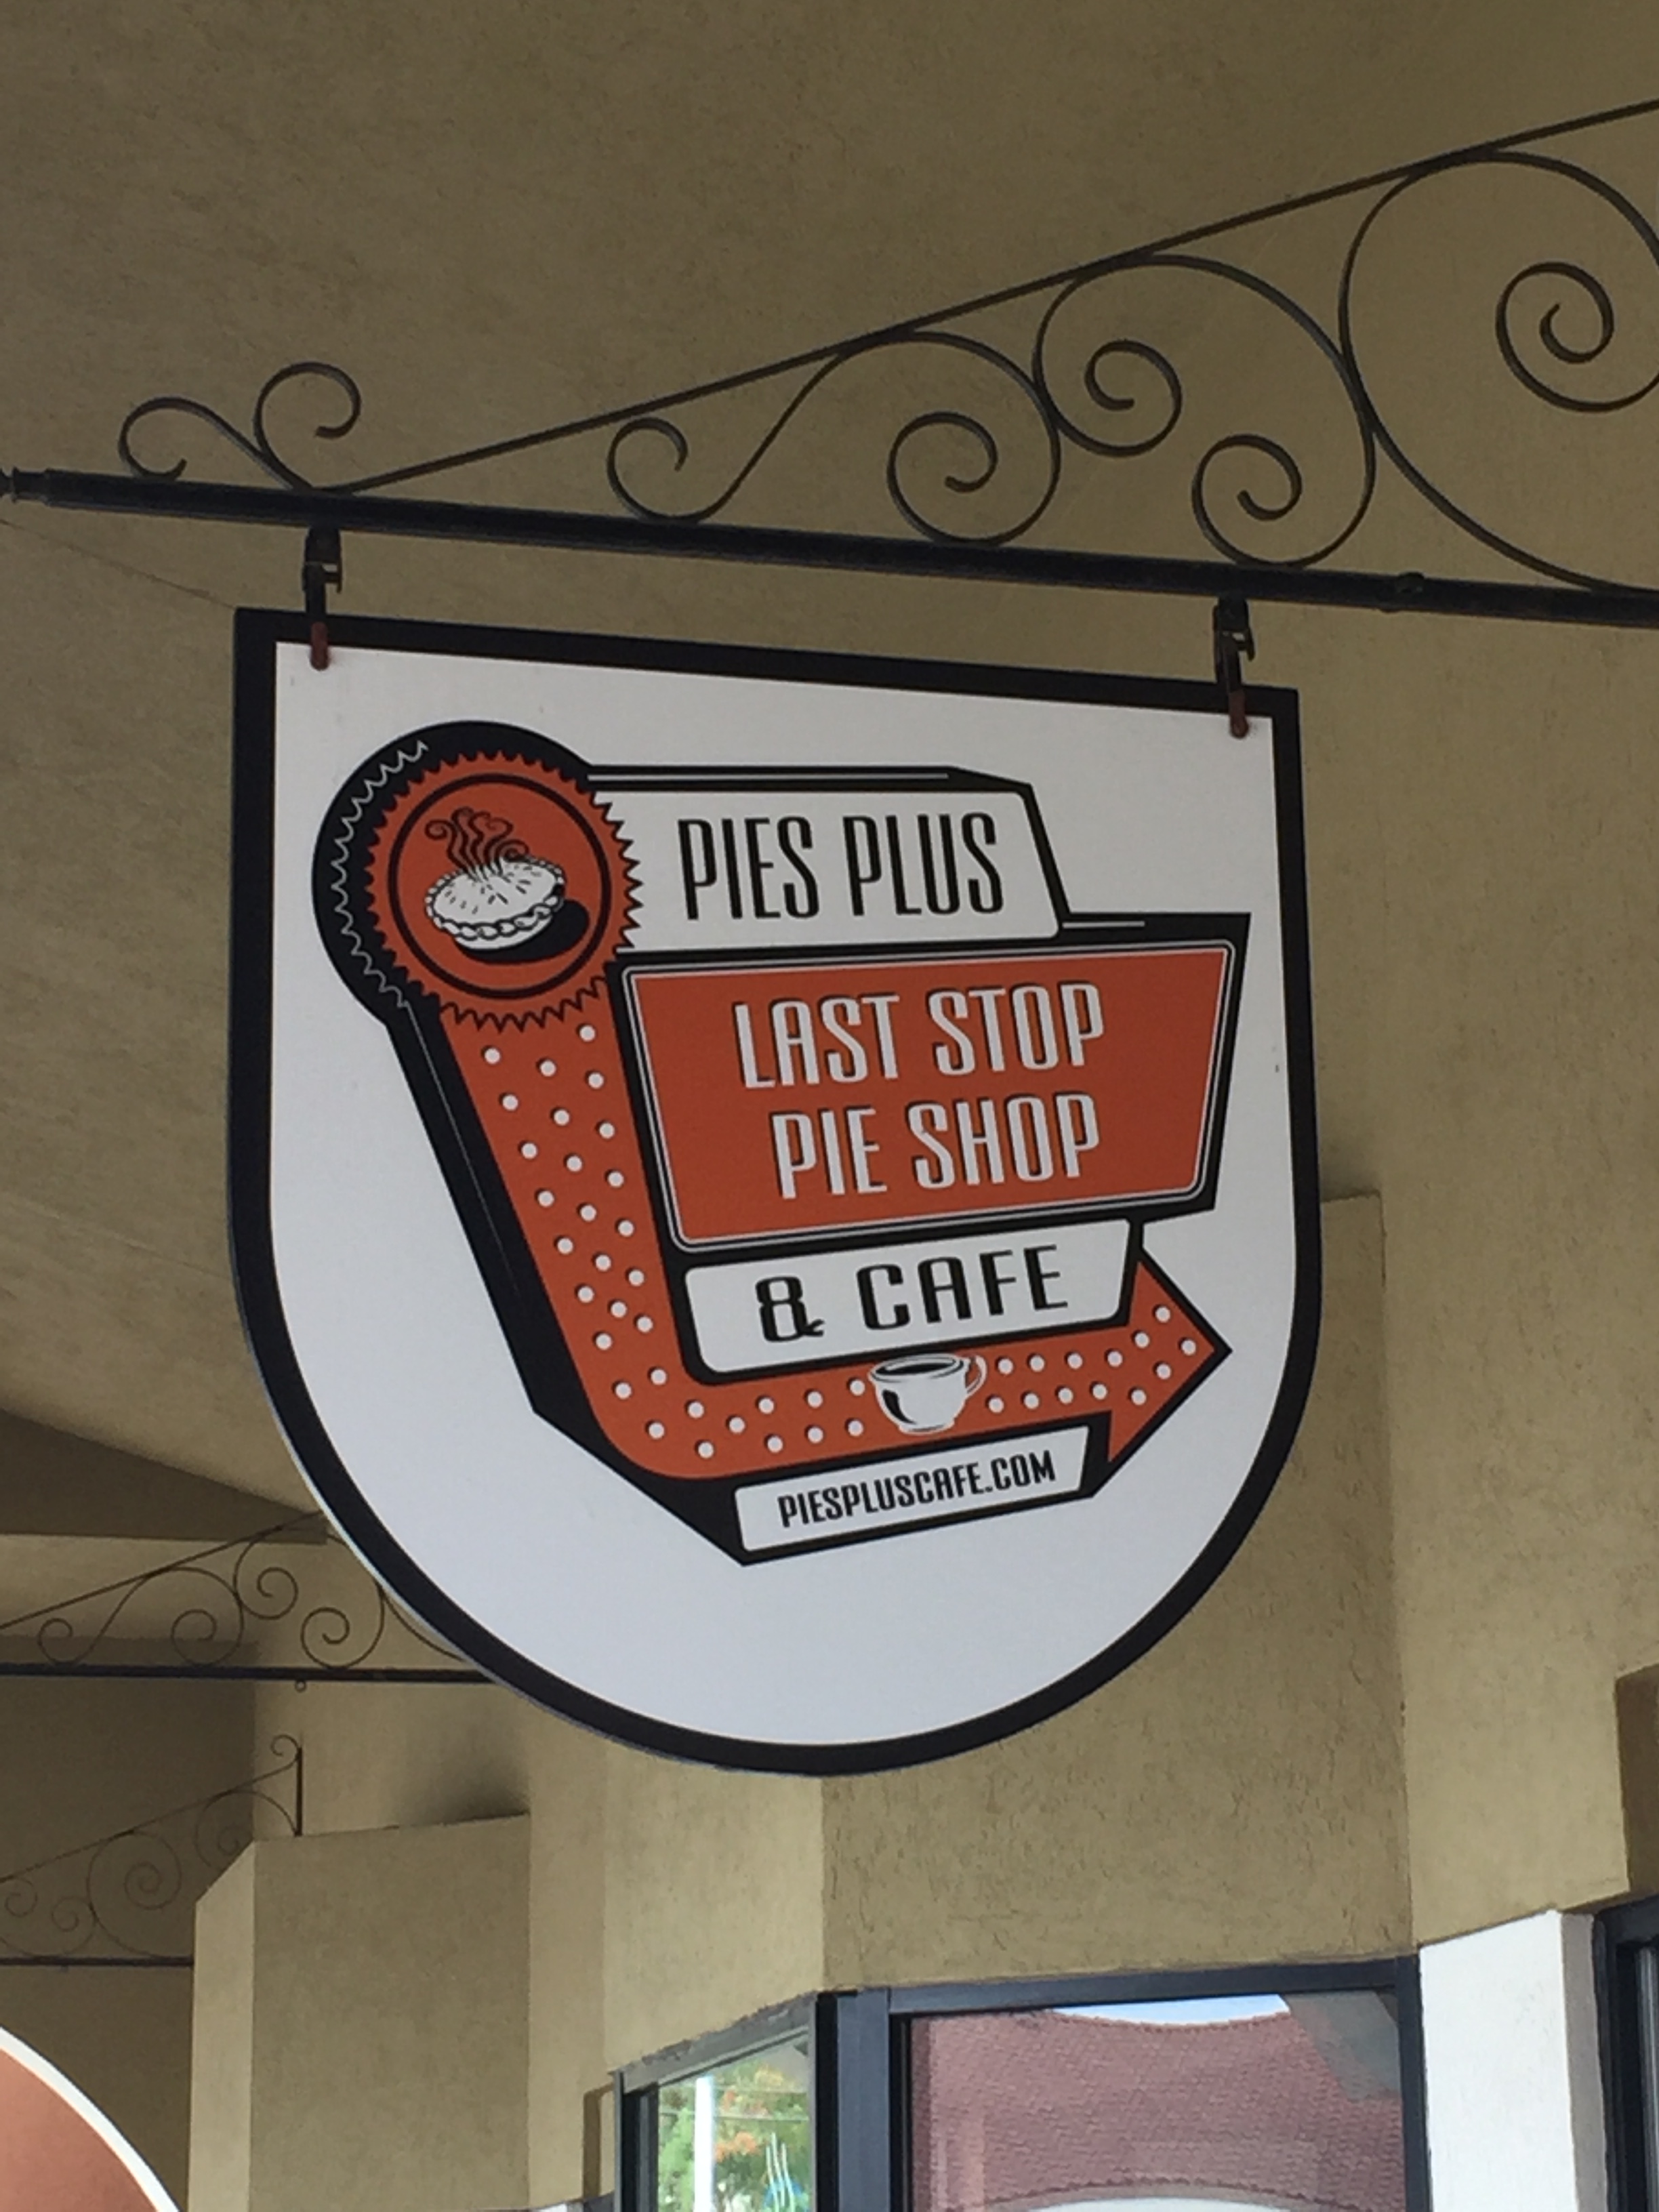 PIES PLUS
LAST STOP
PIE SHOP
& CAFE
PIESPLUSCAFE.COM